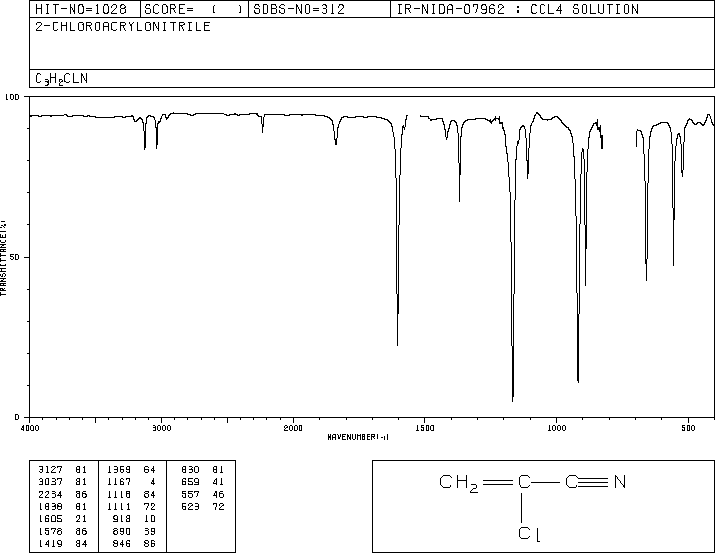 HIT-NO=1028 SCORE= ( ) SDBS-NO=312 IR-NIDA-07962 : CCL4 SOLUTION
2-CHLOROACRYLONITRILE
C3H2CLN
100
50
0
TRANSMITTANCE(%)
4000 3000 2000 1500 1000 500
WAVENUMBER(-1)
3127 81 1369 64 830 81
3037 81 1167 4 659 41
2234 86 1118 84 557 46
1838 81 1111 72 523 72
1605 21 918 10
1578 86 890 39
1419 84 846 86
CH2 C C N
Cl